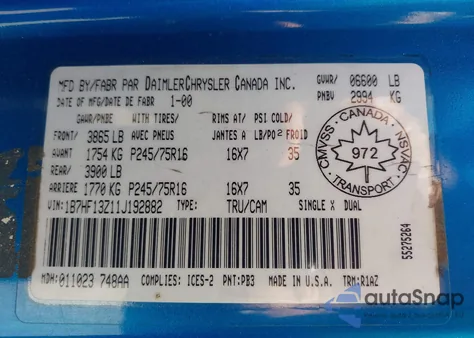 MFD BY/FABR PAR DAIMLERCHRYSLER CANADA INC. GVWR/ 06600 LB
DATE OF MFG/DATE DE FABR 1-00 PNBV 2994 KG
GAWR/PNBE WITH TIRES/ RIMS AT/ PSI COLD/
FRONT/ 3865 LB AVEC PNEUS JANTES A LB/PO² FROID
AVANT 1754 KG P245/75R16 16X7 35
REAR/ 3900 LB
ARRIERE 1770 KG P245/75R16 16X7 35
VIN: 1B7HF13Z11J192882 TYPE: TRU/CAM SINGLE X DUAL
MDH: 011023 748AA COMPLIES: ICES-2 PNT: PB3 MADE IN U.S.A. TRM: R1AZ
CMVSS - CANADA - NSVAC
972
TRANSPORT
55275264
autoSnap